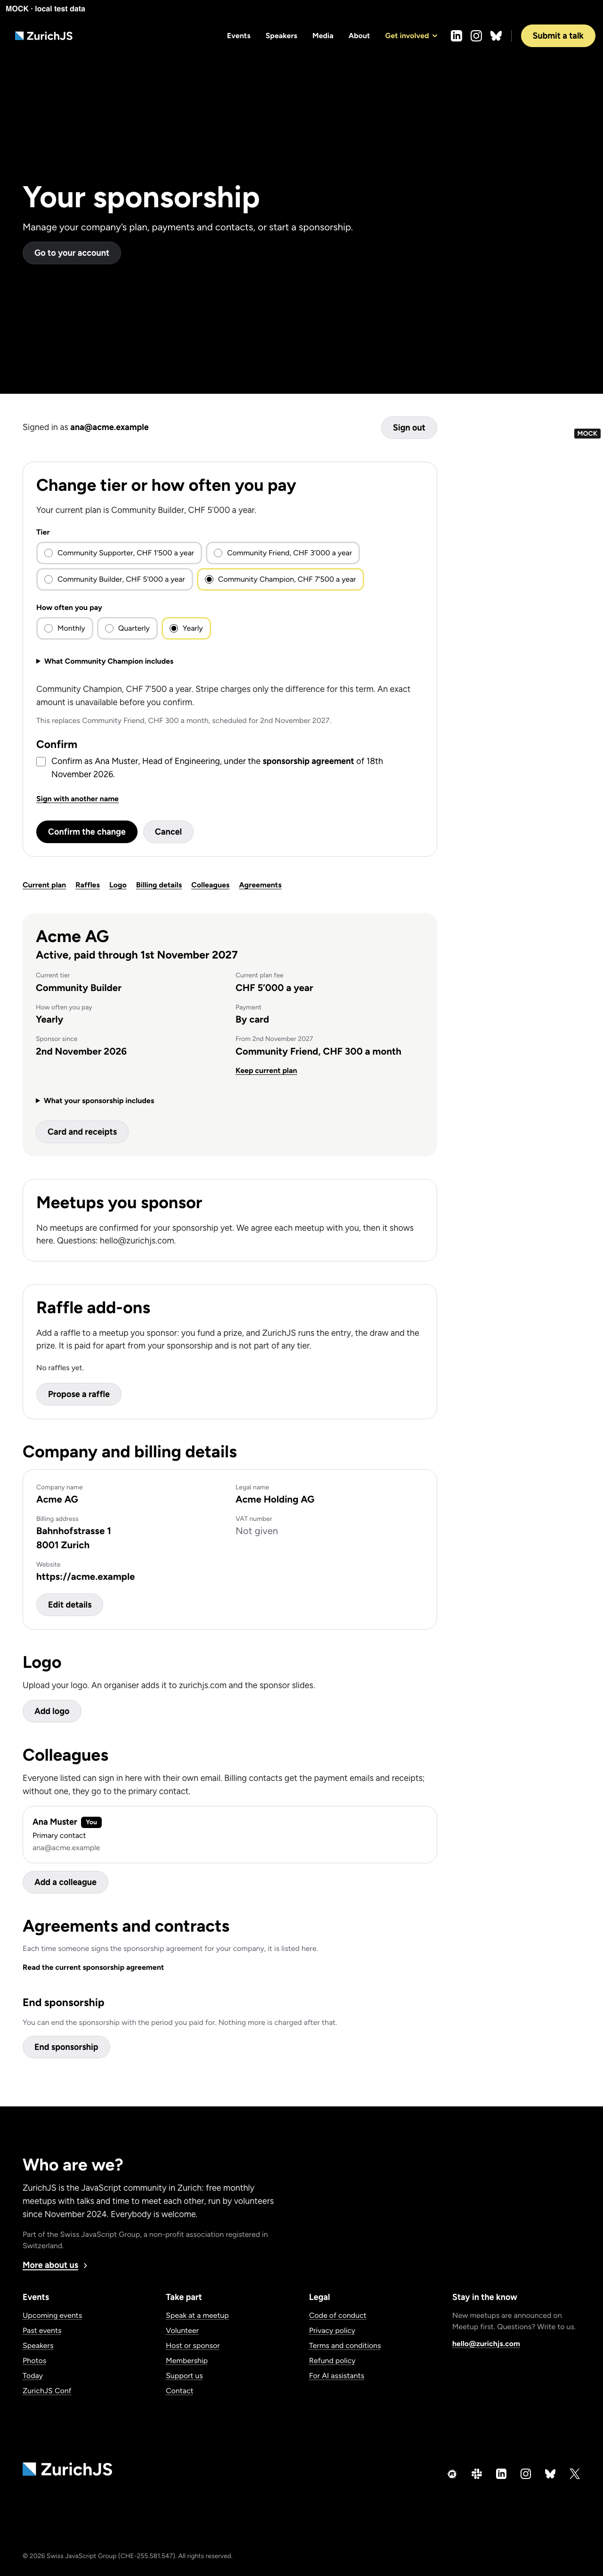 MOCK · local test data
ZurichJS
Events
Speakers
Media
About
Get involved
Submit a talk
Your sponsorship
Manage your company's plan, payments and contacts, or start a sponsorship.
Go to your account
Signed in as ana@acme.example
Sign out
MOCK
Change tier or how often you pay
Your current plan is Community Builder, CHF 5'000 a year.
Tier
Community Supporter, CHF 1'500 a year
Community Friend, CHF 3'000 a year
Community Builder, CHF 5'000 a year
Community Champion, CHF 7'500 a year
How often you pay
Monthly
Quarterly
Yearly
What Community Champion includes
Community Champion, CHF 7'500 a year. Stripe charges only the difference for this term. An exact
amount is unavailable before you confirm.
This replaces Community Friend, CHF 300 a month, scheduled for 2nd November 2027.
Confirm
Confirm as Ana Muster, Head of Engineering, under the sponsorship agreement of 18th
November 2026.
Sign with another name
Confirm the change
Cancel
Current plan
Raffles
Logo
Billing details
Colleagues
Agreements
Acme AG
Active, paid through 1st November 2027
Current tier
Community Builder
Current plan fee
CHF 5'000 a year
How often you pay
Yearly
Payment
By card
Sponsor since
2nd November 2026
From 2nd November 2027
Community Friend, CHF 300 a month
Keep current plan
What your sponsorship includes
Card and receipts
Meetups you sponsor
No meetups are confirmed for your sponsorship yet. We agree each meetup with you, then it shows
here. Questions: hello@zurichjs.com.
Raffle add-ons
Add a raffle to a meetup you sponsor: you fund a prize, and ZurichJS runs the entry, the draw and the
prize. It is paid for apart from your sponsorship and is not part of any tier.
No raffles yet.
Propose a raffle
Company and billing details
Company name
Acme AG
Legal name
Acme Holding AG
Billing address
Bahnhofstrasse 1
8001 Zurich
VAT number
Not given
Website
https://acme.example
Edit details
Logo
Upload your logo. An organiser adds it to zurichjs.com and the sponsor slides.
Add logo
Colleagues
Everyone listed can sign in here with their own email. Billing contacts get the payment emails and receipts;
without one, they go to the primary contact.
Ana Muster You
Primary contact
ana@acme.example
Add a colleague
Agreements and contracts
Each time someone signs the sponsorship agreement for your company, it is listed here.
Read the current sponsorship agreement
End sponsorship
You can end the sponsorship with the period you paid for. Nothing more is charged after that.
End sponsorship
Who are we?
ZurichJS is the JavaScript community in Zurich: free monthly
meetups with talks and time to meet each other, run by volunteers
since November 2024. Everybody is welcome.
Part of the Swiss JavaScript Group, a non-profit association registered in
Switzerland.
More about us
Events
Upcoming events
Past events
Speakers
Photos
Today
ZurichJS Conf
Take part
Speak at a meetup
Volunteer
Host or sponsor
Membership
Support us
Contact
Legal
Code of conduct
Privacy policy
Terms and conditions
Refund policy
For AI assistants
Stay in the know
New meetups are announced on
Meetup first. Questions? Write to us.
hello@zurichjs.com
ZurichJS
© 2026 Swiss JavaScript Group (CHE-255.581.547). All rights reserved.